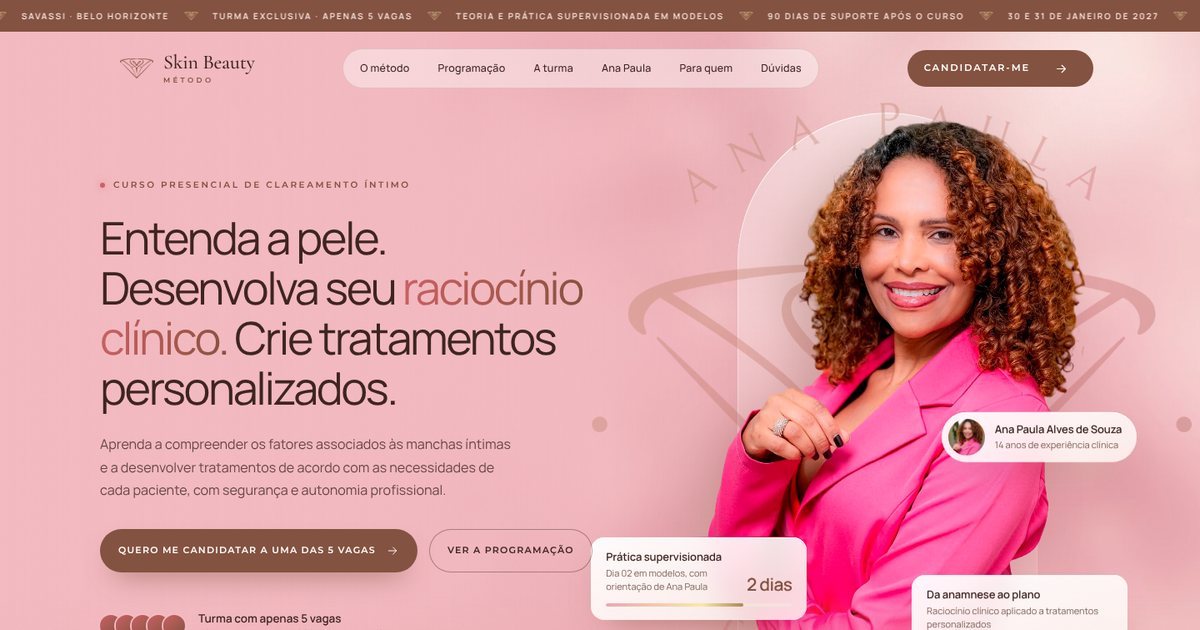 SAVASSI · BELO HORIZONTE TURMA EXCLUSIVA · APENAS 5 VAGAS TEORIA E PRÁTICA SUPERVISIONADA EM MODELOS 90 DIAS DE SUPORTE APÓS O CURSO 30 E 31 DE JANEIRO DE 2027
Skin Beauty
MÉTODO
O método Programação A turma Ana Paula Para quem Dúvidas
CANDIDATAR-ME →
ANA PAULA
CURSO PRESENCIAL DE CLAREAMENTO ÍNTIMO
Entenda a pele.
Desenvolva seu raciocínio
clínico. Crie tratamentos
personalizados.
Aprenda a compreender os fatores associados às manchas íntimas
e a desenvolver tratamentos de acordo com as necessidades de
cada paciente, com segurança e autonomia profissional.
QUERO ME CANDIDATAR A UMA DAS 5 VAGAS →
VER A PROGRAMAÇÃO
Turma com apenas 5 vagas
Ana Paula Alves de Souza
14 anos de experiência clínica
Prática supervisionada
Dia 02 em modelos, com
orientação de Ana Paula
2 dias
Da anamnese ao plano
Raciocínio clínico aplicado a tratamentos
personalizados